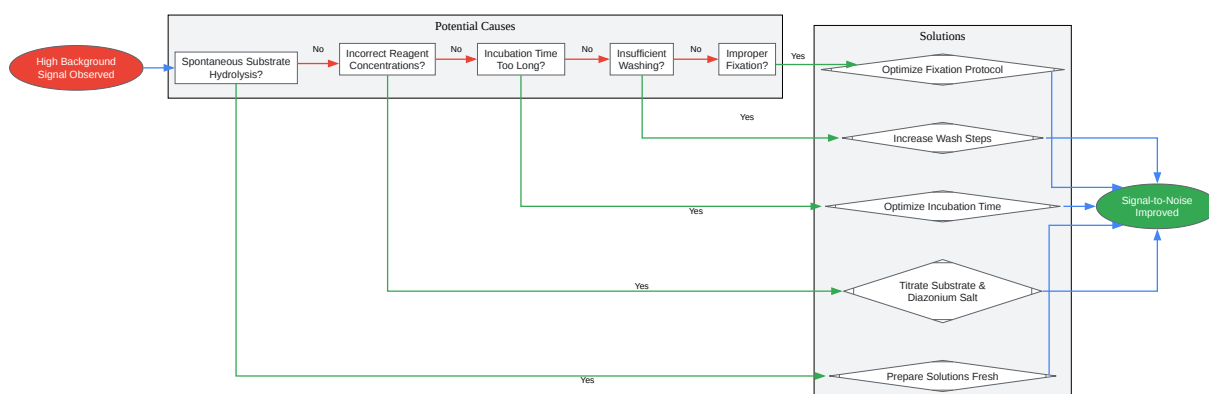 Potential Causes
Solutions
High Background
Signal Observed
Spontaneous Substrate
Hydrolysis?
No
Incorrect Reagent
Concentrations?
No
Incubation Time
Too Long?
No
Insufficient
Washing?
No
Improper
Fixation?
Yes
Optimize Fixation Protocol
Yes
Increase Wash Steps
Yes
Optimize Incubation Time
Signal-to-Noise
Improved
Yes
Titrate Substrate &
Diazonium Salt
Yes
Prepare Solutions Fresh